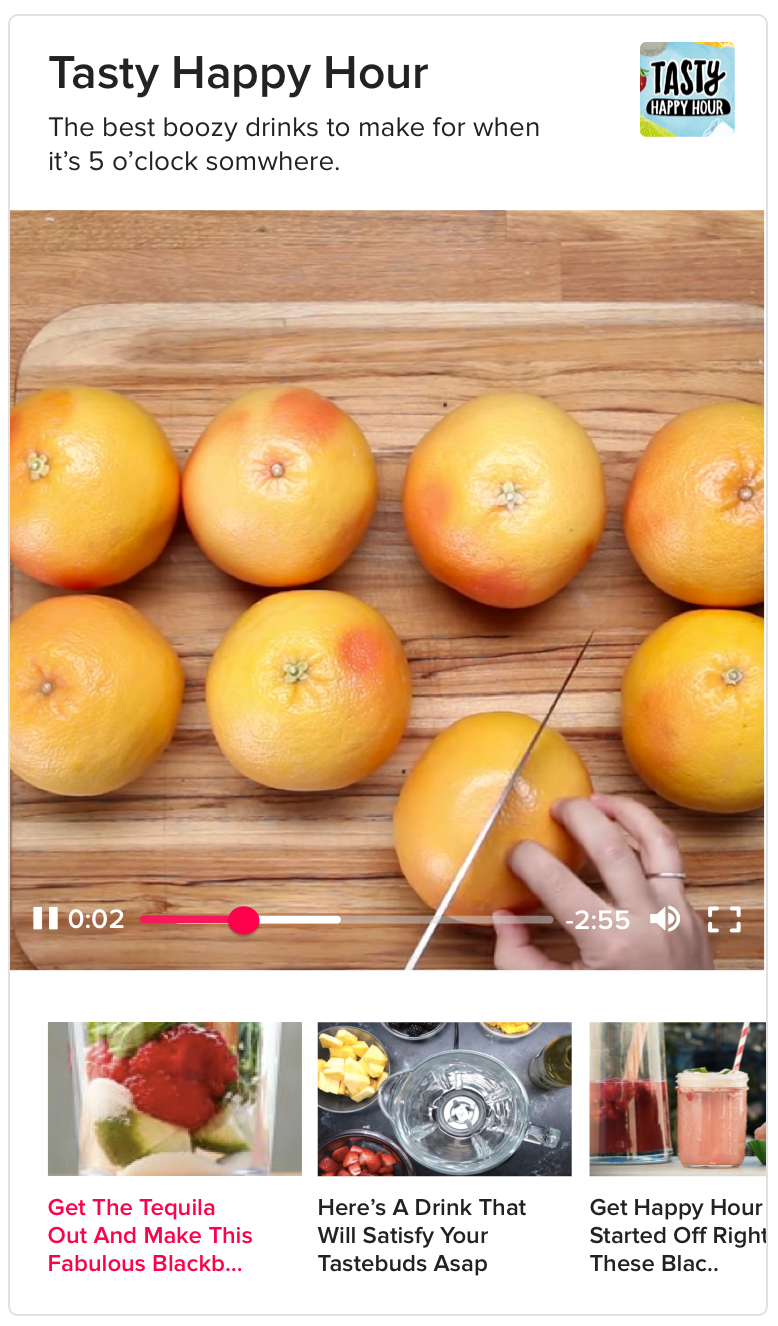 Tasty Happy Hour
TASTY
HAPPY HOUR
The best boozy drinks to make for when
it’s 5 o’clock somwhere.
0:02
-2:55
Get The Tequila
Out And Make This
Fabulous Blackb...
Here’s A Drink That
Will Satisfy Your
Tastebuds Asap
Get Happy Hour
Started Off Right
These Blac..